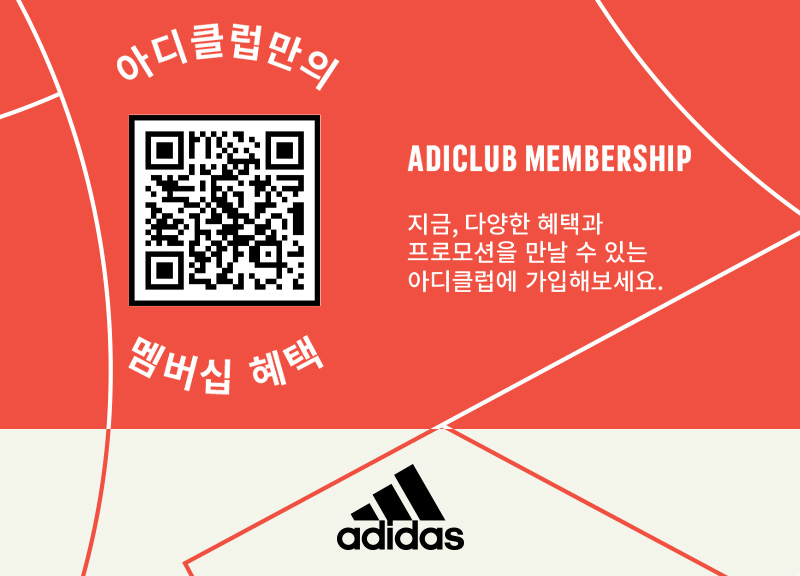 아디클럽만의
멤버십 혜택
ADICLUB MEMBERSHIP
지금, 다양한 혜택과
프로모션을 만날 수 있는
아디클럽에 가입해보세요.
adidas